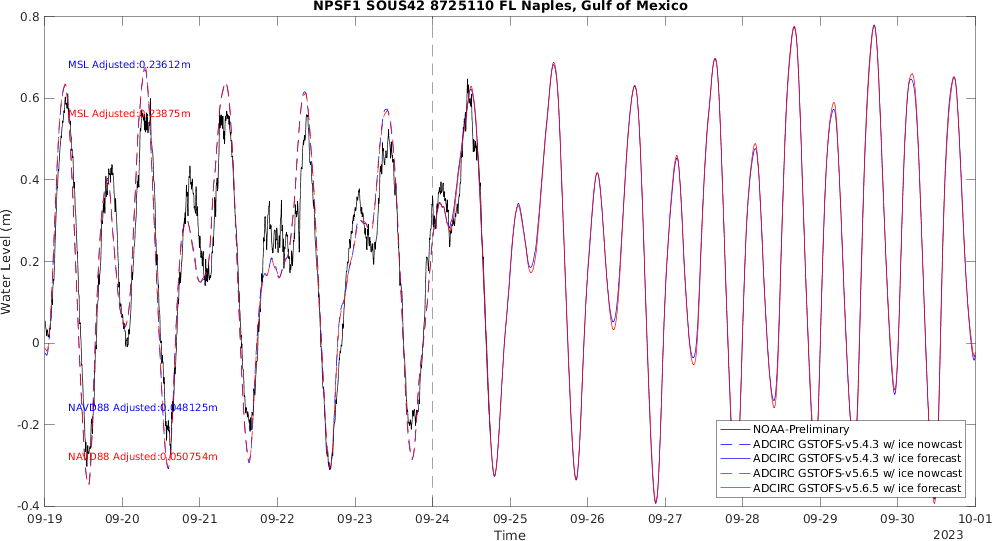 NPSF1 SOUS42 8725110 FL Naples, Gulf of Mexico
0.8
0.6
0.4
0.2
0
-0.2
-0.4
Water Level (m)
MSL Adjusted:0.23612m
MSL Adjusted:0.23875m
NAVD88 Adjusted:0.048125m
NAVD88 Adjusted:0.050754m
NOAA-Preliminary
ADCIRC GSTOFS-v5.4.3 w/ ice nowcast
ADCIRC GSTOFS-v5.4.3 w/ ice forecast
ADCIRC GSTOFS-v5.6.5 w/ ice nowcast
ADCIRC GSTOFS-v5.6.5 w/ ice forecast
09-19 09-20 09-21 09-22 09-23 09-24 09-25 09-26 09-27 09-28 09-29 09-30 10-01
Time
2023